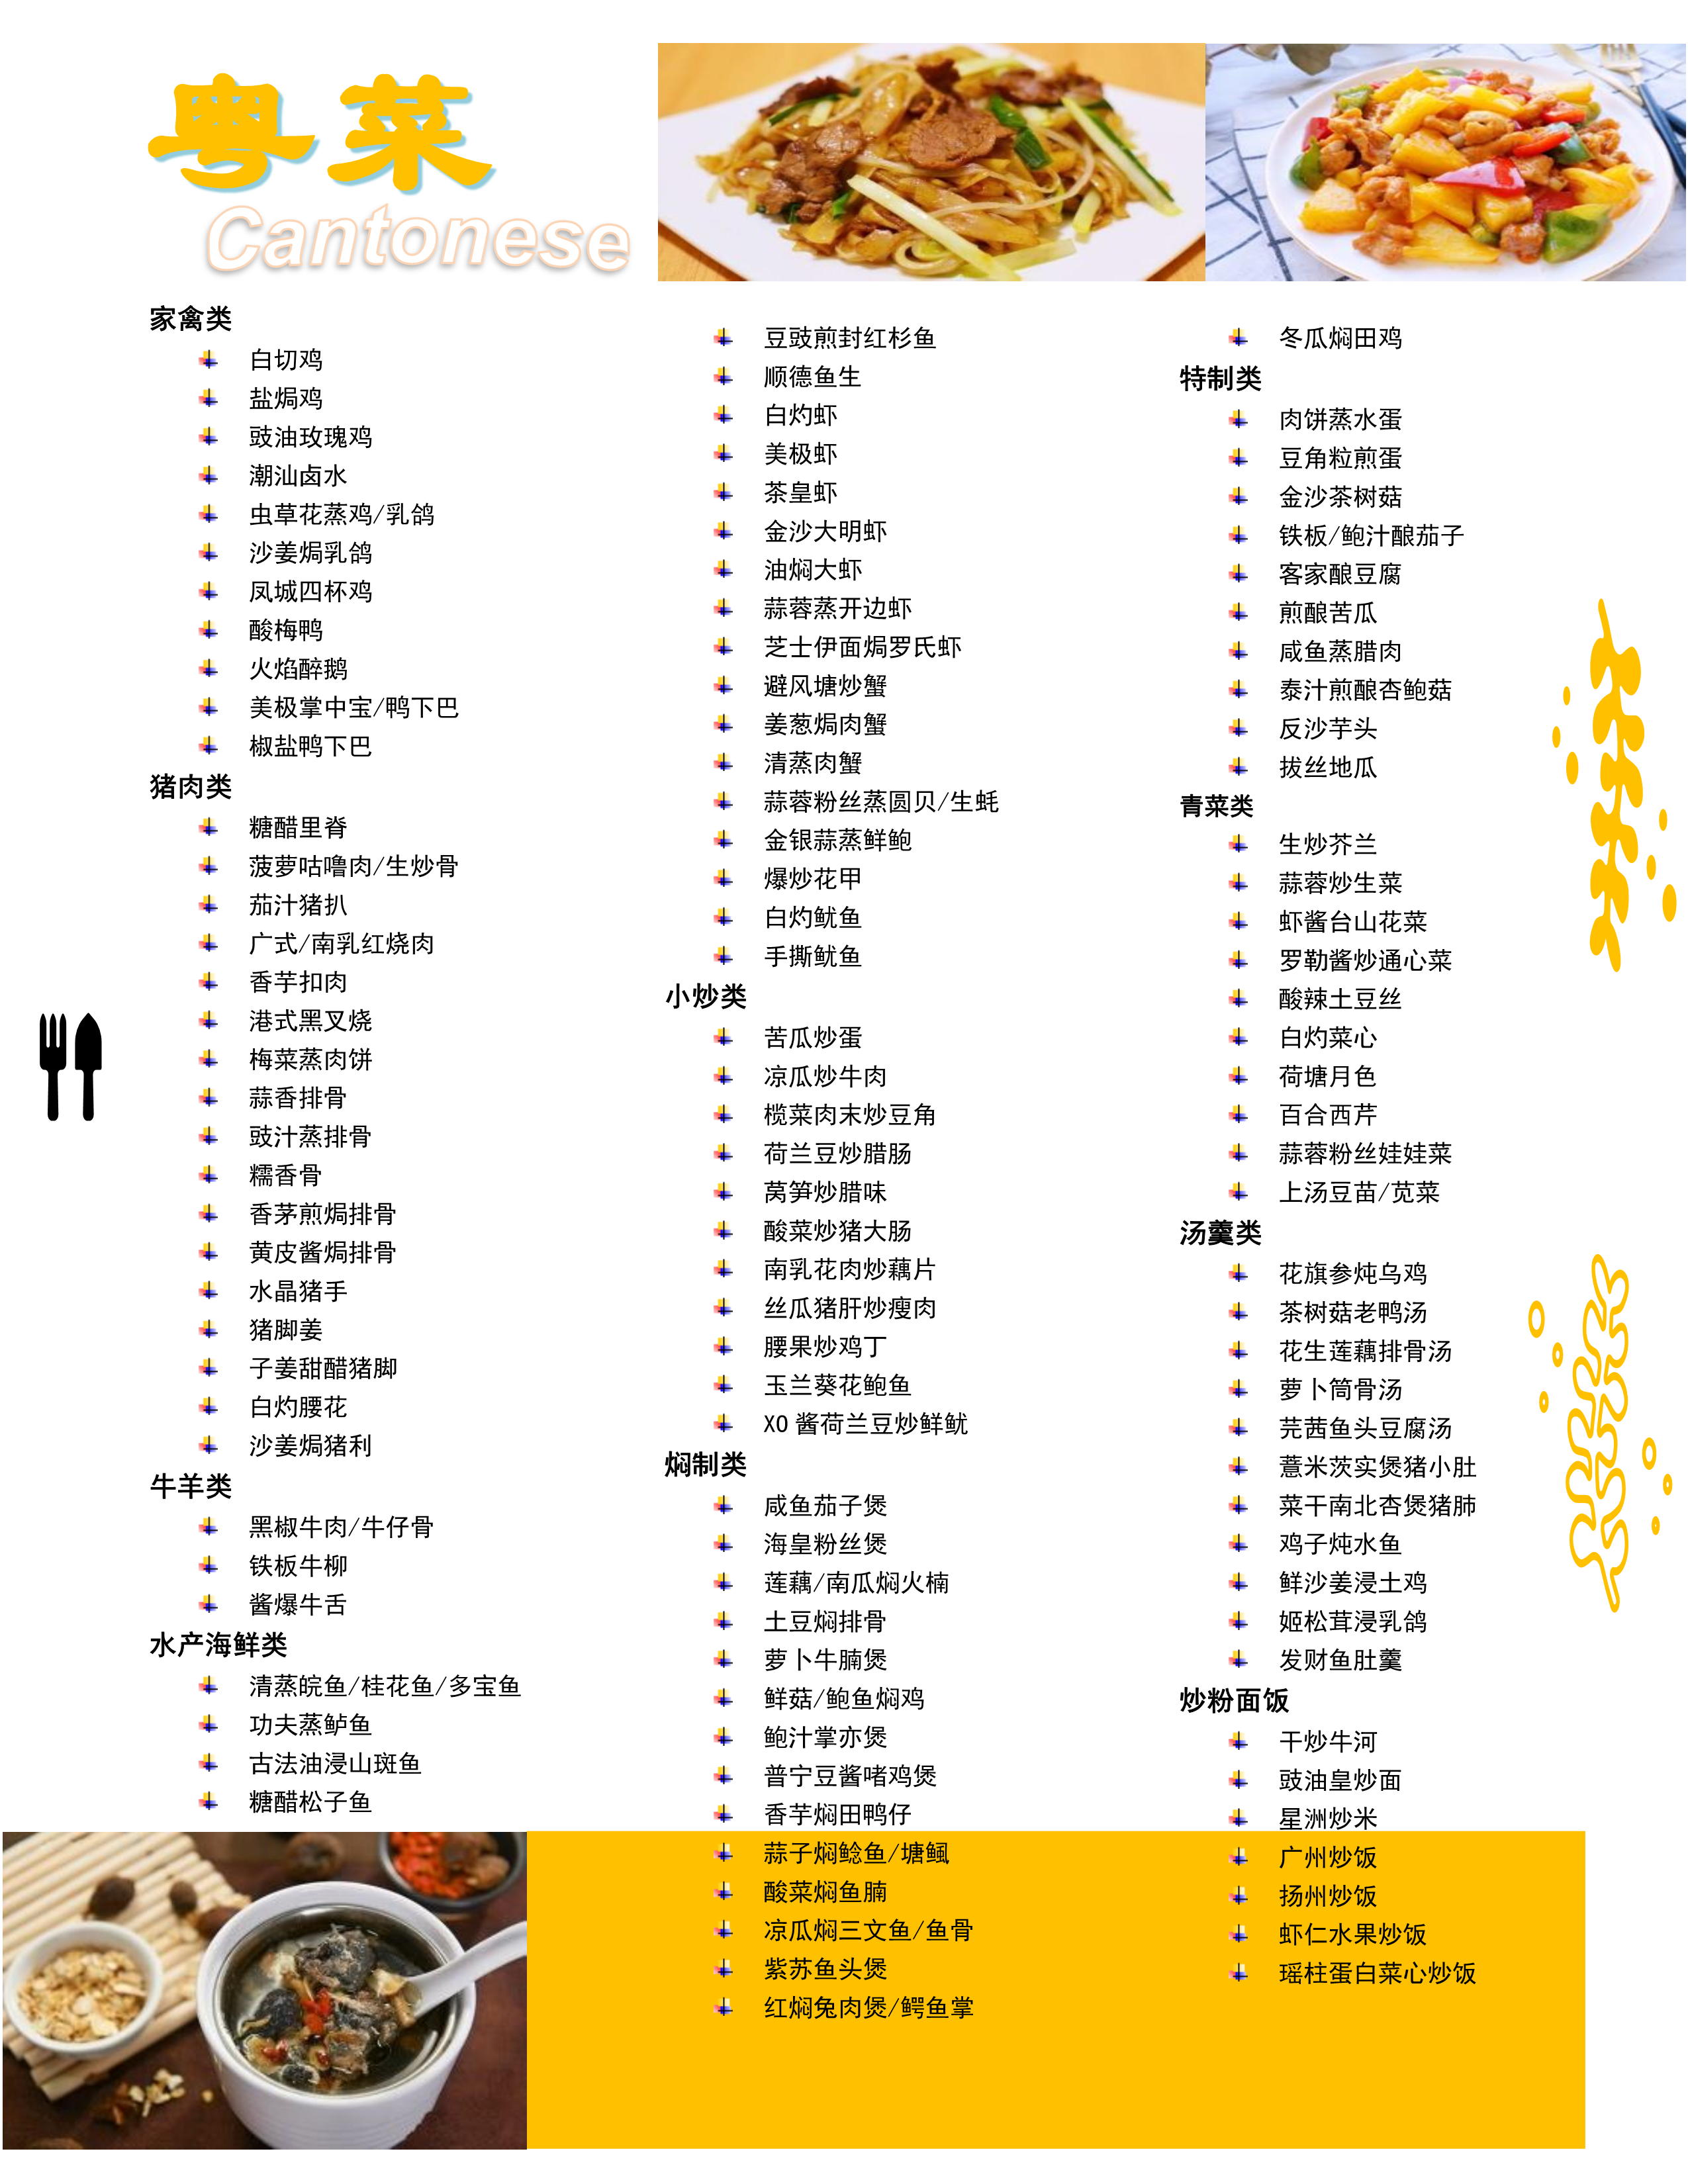 粤菜
Cantonese
家禽类
白切鸡
盐焗鸡
豉油玫瑰鸡
潮汕卤水
虫草花蒸鸡/乳鸽
沙姜焗乳鸽
凤城四杯鸡
酸梅鸭
火焰醉鹅
美极掌中宝/鸭下巴
椒盐鸭下巴
猪肉类
糖醋里脊
菠萝咕噜肉/生炒骨
茄汁猪扒
广式/南乳红烧肉
香芋扣肉
港式黑叉烧
梅菜蒸肉饼
蒜香排骨
豉汁蒸排骨
糯香骨
香茅煎焗排骨
黄皮酱焗排骨
水晶猪手
猪脚姜
子姜甜醋猪脚
白灼腰花
沙姜焗猪利
牛羊类
黑椒牛肉/牛仔骨
铁板牛柳
酱爆牛舌
水产海鲜类
清蒸皖鱼/桂花鱼/多宝鱼
功夫蒸鲈鱼
古法油浸山斑鱼
糖醋松子鱼
豆豉煎封红杉鱼
顺德鱼生
白灼虾
美极虾
茶皇虾
金沙大明虾
油焖大虾
蒜蓉蒸开边虾
芝士伊面焗罗氏虾
避风塘炒蟹
姜葱焗肉蟹
清蒸肉蟹
蒜蓉粉丝蒸圆贝/生蚝
金银蒜蒸鲜鲍
爆炒花甲
白灼鱿鱼
手撕鱿鱼
小炒类
苦瓜炒蛋
凉瓜炒牛肉
榄菜肉末炒豆角
荷兰豆炒腊肠
莴笋炒腊味
酸菜炒猪大肠
南乳花肉炒藕片
丝瓜猪肝炒瘦肉
腰果炒鸡丁
玉兰葵花鲍鱼
XO 酱荷兰豆炒鲜鱿
焖制类
咸鱼茄子煲
海皇粉丝煲
莲藕/南瓜焖火楠
土豆焖排骨
萝卜牛腩煲
鲜菇/鲍鱼焖鸡
鲍汁掌亦煲
普宁豆酱啫鸡煲
香芋焖田鸭仔
蒜子焖鲶鱼/塘鲺
酸菜焖鱼腩
凉瓜焖三文鱼/鱼骨
紫苏鱼头煲
红焖兔肉煲/鳄鱼掌
冬瓜焖田鸡
特制类
肉饼蒸水蛋
豆角粒煎蛋
金沙茶树菇
铁板/鲍汁酿茄子
客家酿豆腐
煎酿苦瓜
咸鱼蒸腊肉
泰汁煎酿杏鲍菇
反沙芋头
拔丝地瓜
青菜类
生炒芥兰
蒜蓉炒生菜
虾酱台山花菜
罗勒酱炒通心菜
酸辣土豆丝
白灼菜心
荷塘月色
百合西芹
蒜蓉粉丝娃娃菜
上汤豆苗/苋菜
汤羹类
花旗参炖乌鸡
茶树菇老鸭汤
花生莲藕排骨汤
萝卜筒骨汤
芫茜鱼头豆腐汤
薏米茨实煲猪小肚
菜干南北杏煲猪肺
鸡子炖水鱼
鲜沙姜浸土鸡
姬松茸浸乳鸽
发财鱼肚羹
炒粉面饭
干炒牛河
豉油皇炒面
星洲炒米
广州炒饭
扬州炒饭
虾仁水果炒饭
瑶柱蛋白菜心炒饭